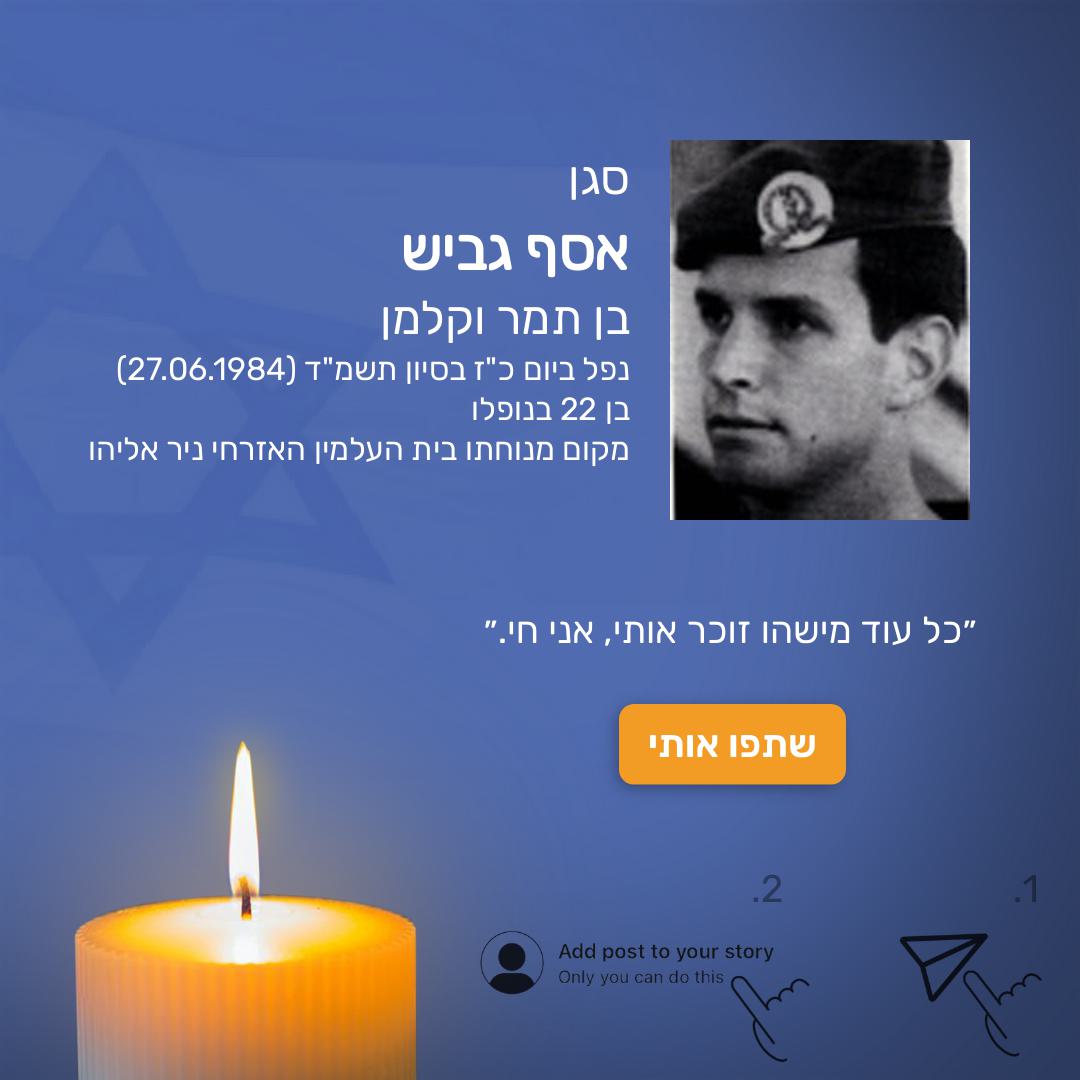 סגן
אסף גביש
בן תמר וקלמן
נפל ביום כ"ז בסיון תשמ"ד (27.06.1984)
בן 22 בנופלו
מקום מנוחתו בית העלמין האזרחי ניר אליהו
״כל עוד מישהו זוכר אותי, אני חי.״
שתפו אותי
1.
2.
Add post to your story
Only you can do this